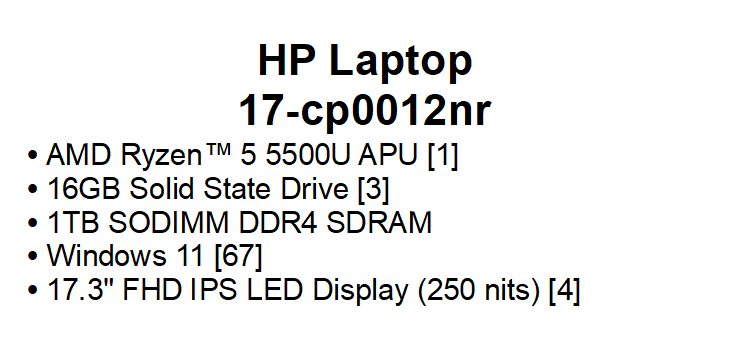 HP Laptop
17-cp0012nr
• AMD Ryzen™ 5 5500U APU [1]
• 16GB Solid State Drive [3]
• 1TB SODIMM DDR4 SDRAM
• Windows 11 [67]
• 17.3" FHD IPS LED Display (250 nits) [4]